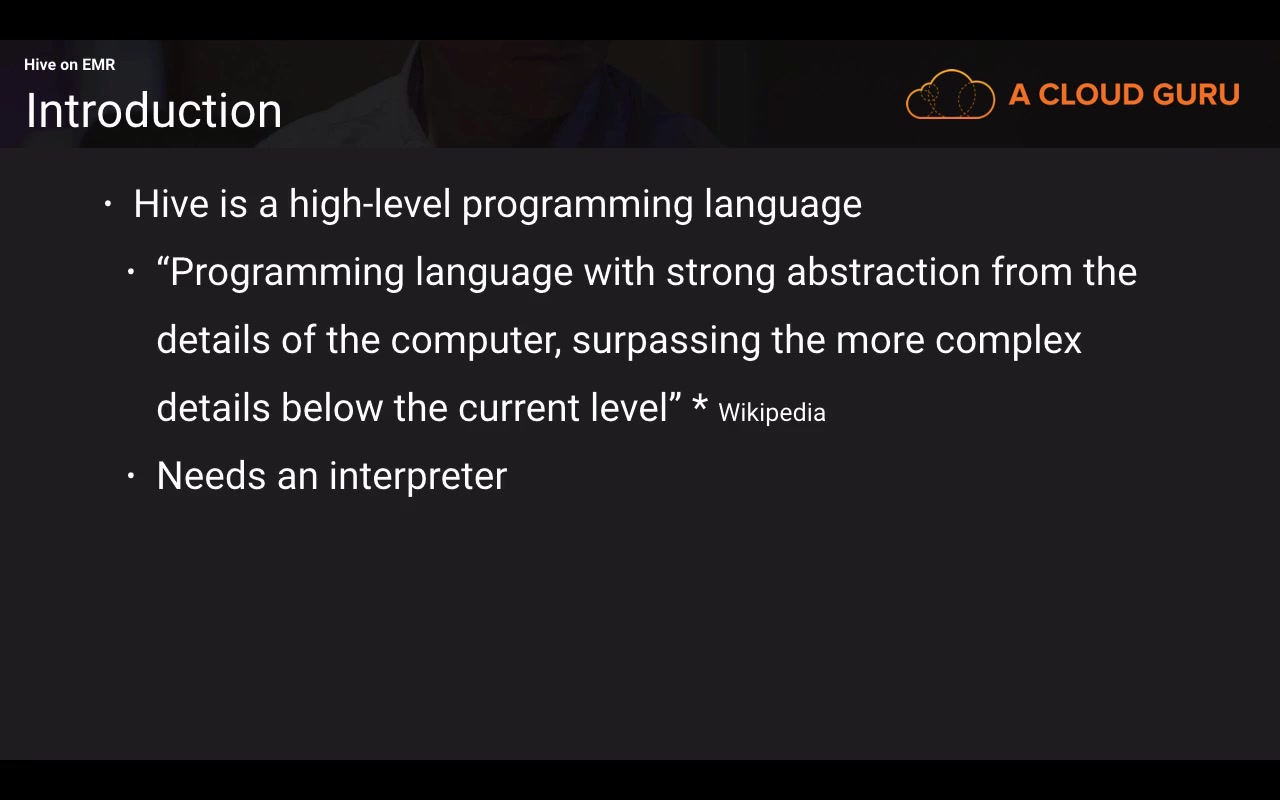 Hive on EMR
Introduction
A CLOUD GURU
• Hive is a high-level programming language
• “Programming language with strong abstraction from the
details of the computer, surpassing the more complex
details below the current level” * Wikipedia
• Needs an interpreter